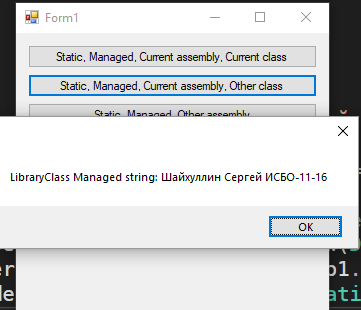 Form1
Static, Managed, Current assembly, Current class
Static, Managed, Current assembly, Other class
Static, Managed, Other assembly
LibraryClass Managed string: Шайхуллин Сергей ИСБО-11-16
OK